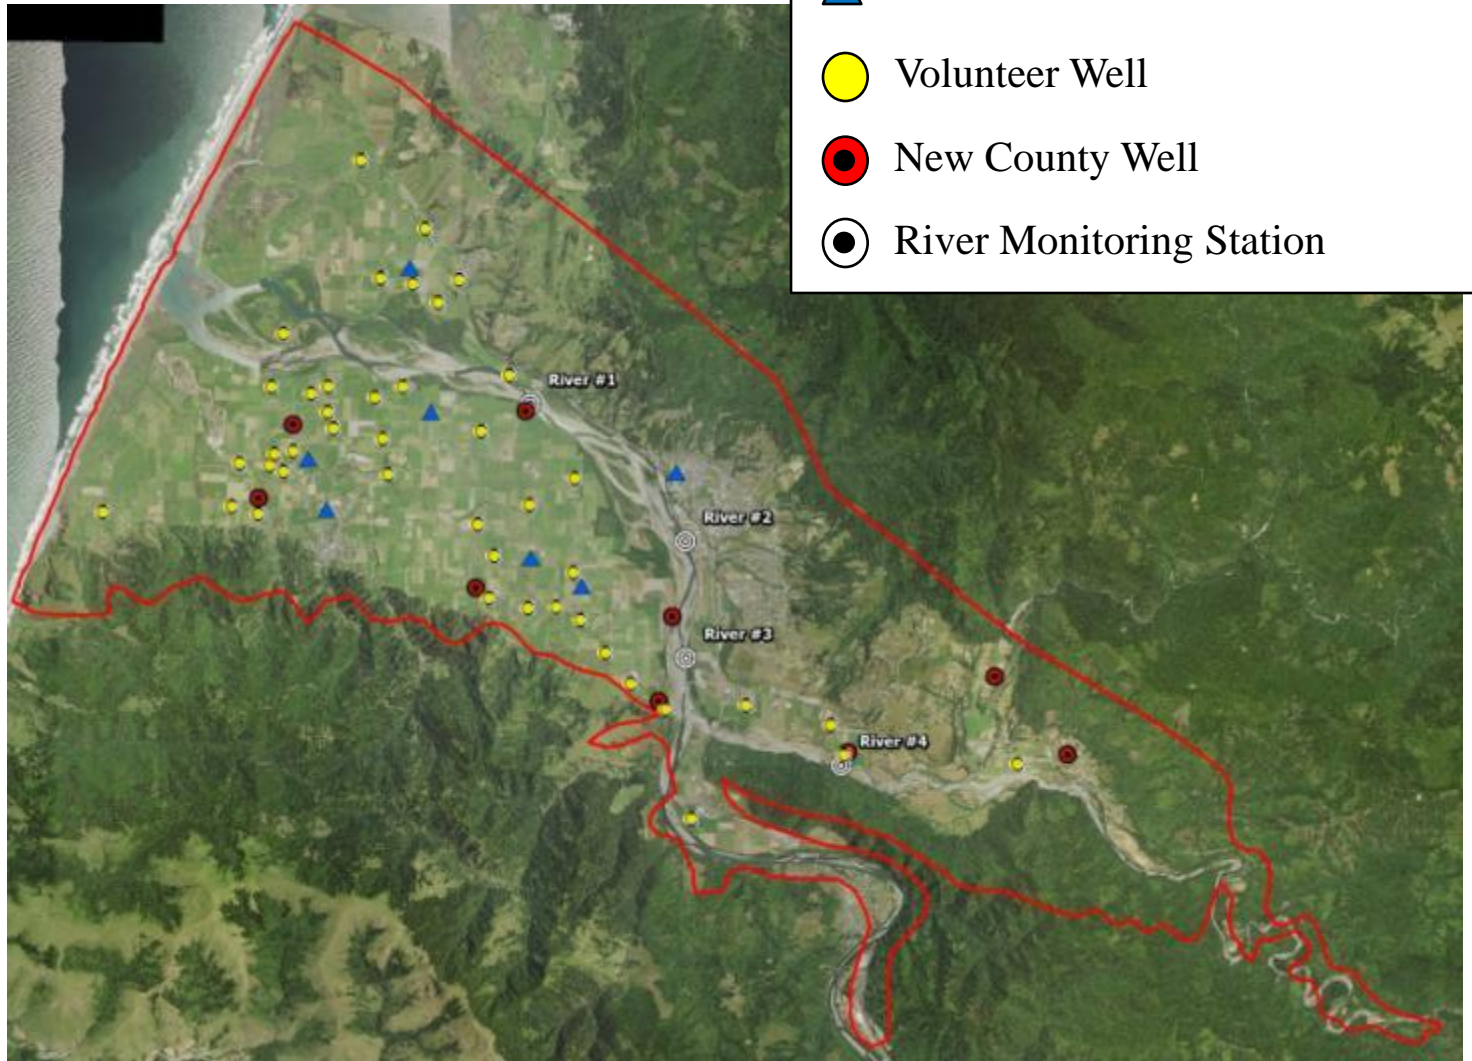 Volunteer Well
New County Well
River Monitoring Station
River #1
River #2
River #3
River #4